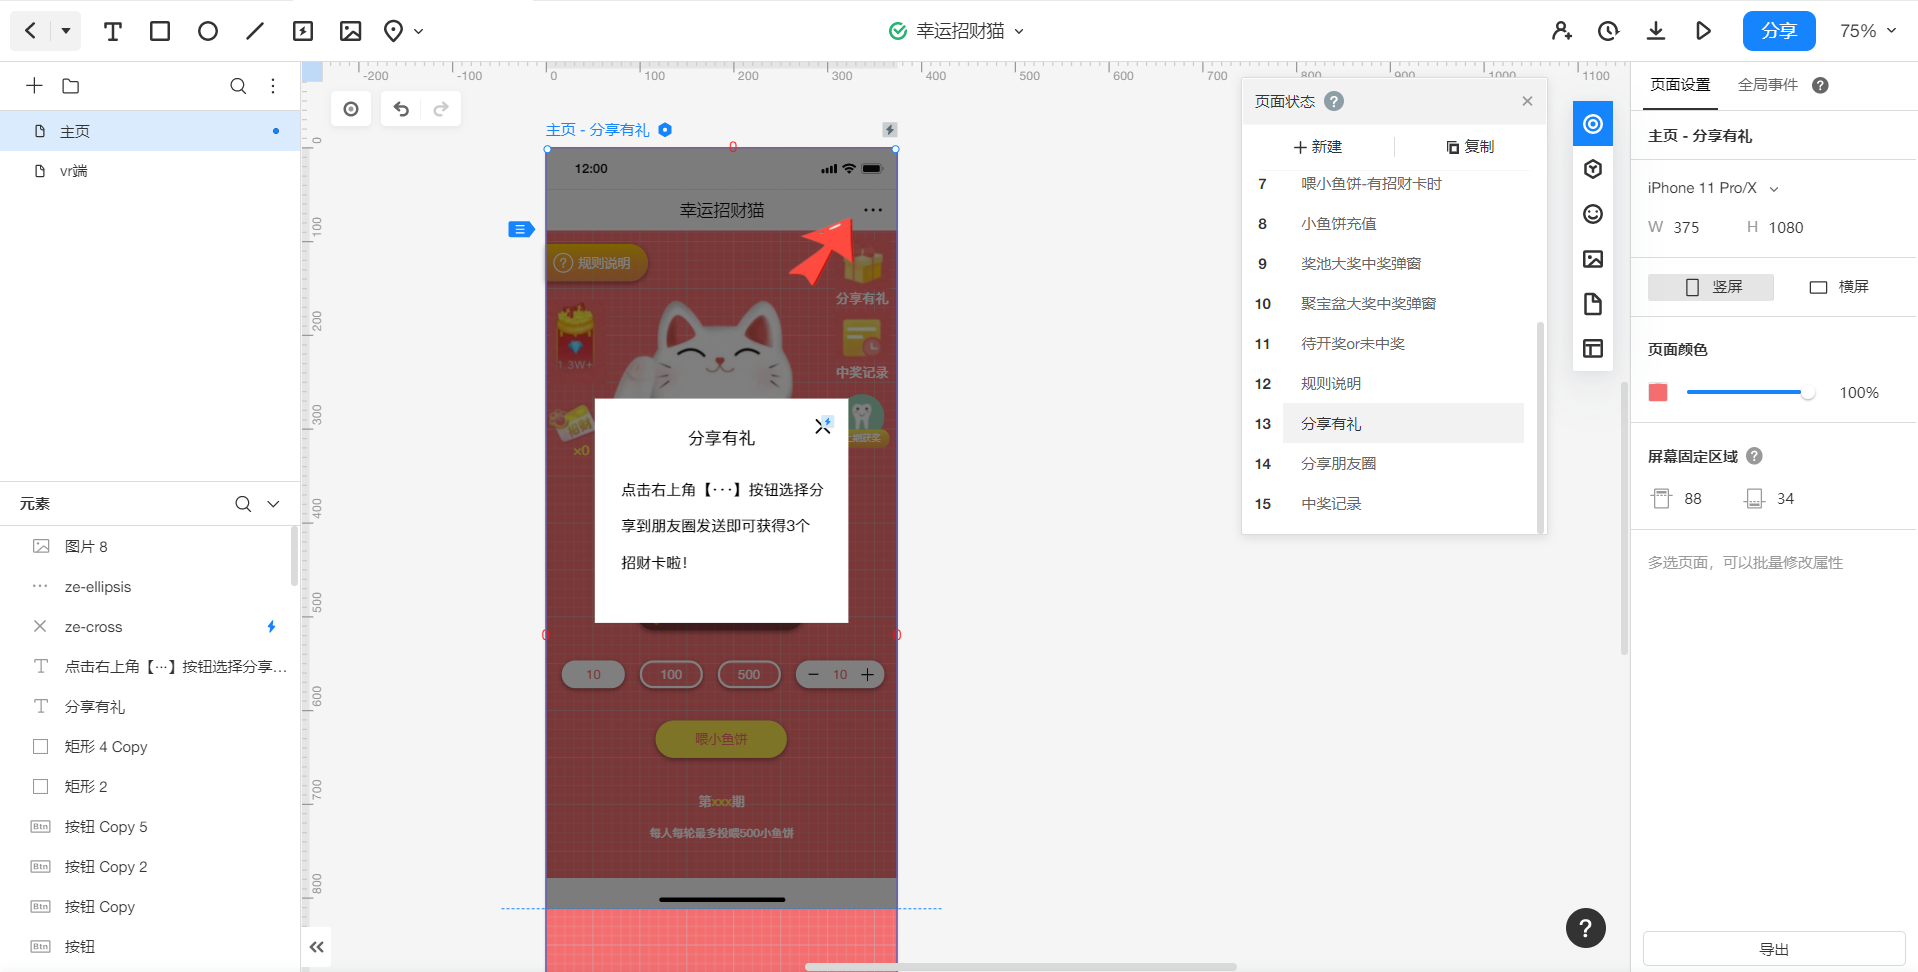 幸运招财猫
分享
75%
主页
vr端
元素
图片 8
ze-ellipsis
ze-cross
点击右上角【···】按钮选择分享...
分享有礼
矩形 4 Copy
矩形 2
按钮 Copy 5
按钮 Copy 2
按钮 Copy
按钮
-200
-100
0
100
200
300
400
500
600
700
800
900
1000
1100
0
100
200
300
400
500
600
700
800
主页 - 分享有礼
0
12:00
幸运招财猫
规则说明
分享有礼
1.3W+
中奖记录
x0
分享有礼
点击右上角【···】按钮选择分
享到朋友圈发送即可获得3个
招财卡啦!
0
0
10
100
500
10
喂小鱼饼
第xxx期
每人每轮最多投喂500小鱼饼
页面状态
新建
复制
7 喂小鱼饼-有招财卡时
8 小鱼饼充值
9 奖池大奖中奖弹窗
10 聚宝盆大奖中奖弹窗
11 待开奖or未中奖
12 规则说明
13 分享有礼
14 分享朋友圈
15 中奖记录
页面设置 全局事件
主页 - 分享有礼
iPhone 11 Pro/X
W 375 H 1080
竖屏 横屏
页面颜色
100%
屏幕固定区域
88 34
多选页面，可以批量修改属性
导出